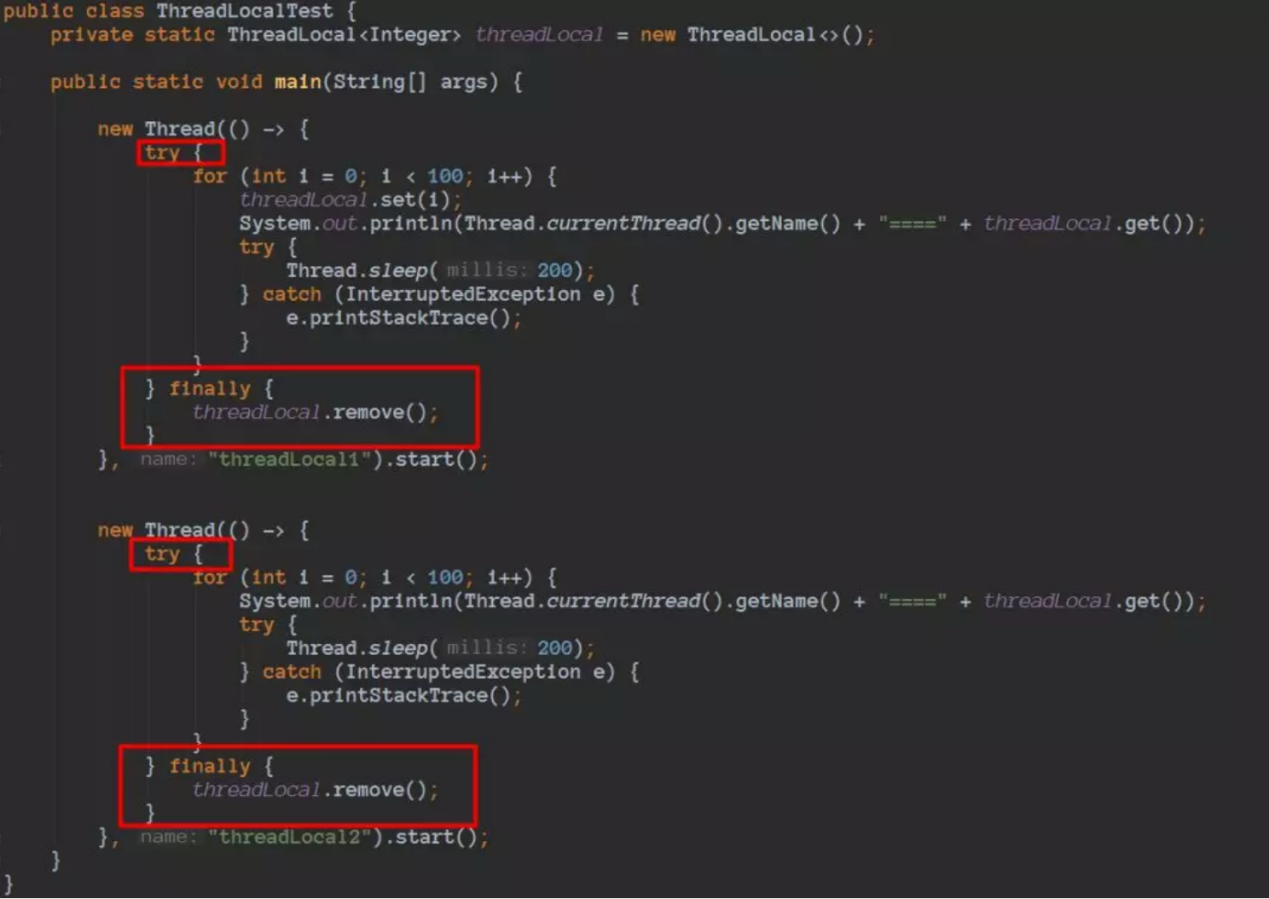 public class ThreadLocalTest {
private static ThreadLocal<Integer> threadLocal = new ThreadLocal<>();
public static void main(String[] args) {
new Thread(() -> {
try {
for (int i = 0; i < 100; i++) {
threadLocal.set(i);
System.out.println(Thread.currentThread().getName() + "====" + threadLocal.get());
try {
Thread.sleep( millis: 200);
} catch (InterruptedException e) {
e.printStackTrace();
}
}
} finally {
threadLocal.remove();
}
}, name: "threadLocal1").start();
new Thread(() -> {
try {
for (int i = 0; i < 100; i++) {
System.out.println(Thread.currentThread().getName() + "====" + threadLocal.get());
try {
Thread.sleep( millis: 200);
} catch (InterruptedException e) {
e.printStackTrace();
}
}
} finally {
threadLocal.remove();
}
}, name: "threadLocal2").start();
}
}